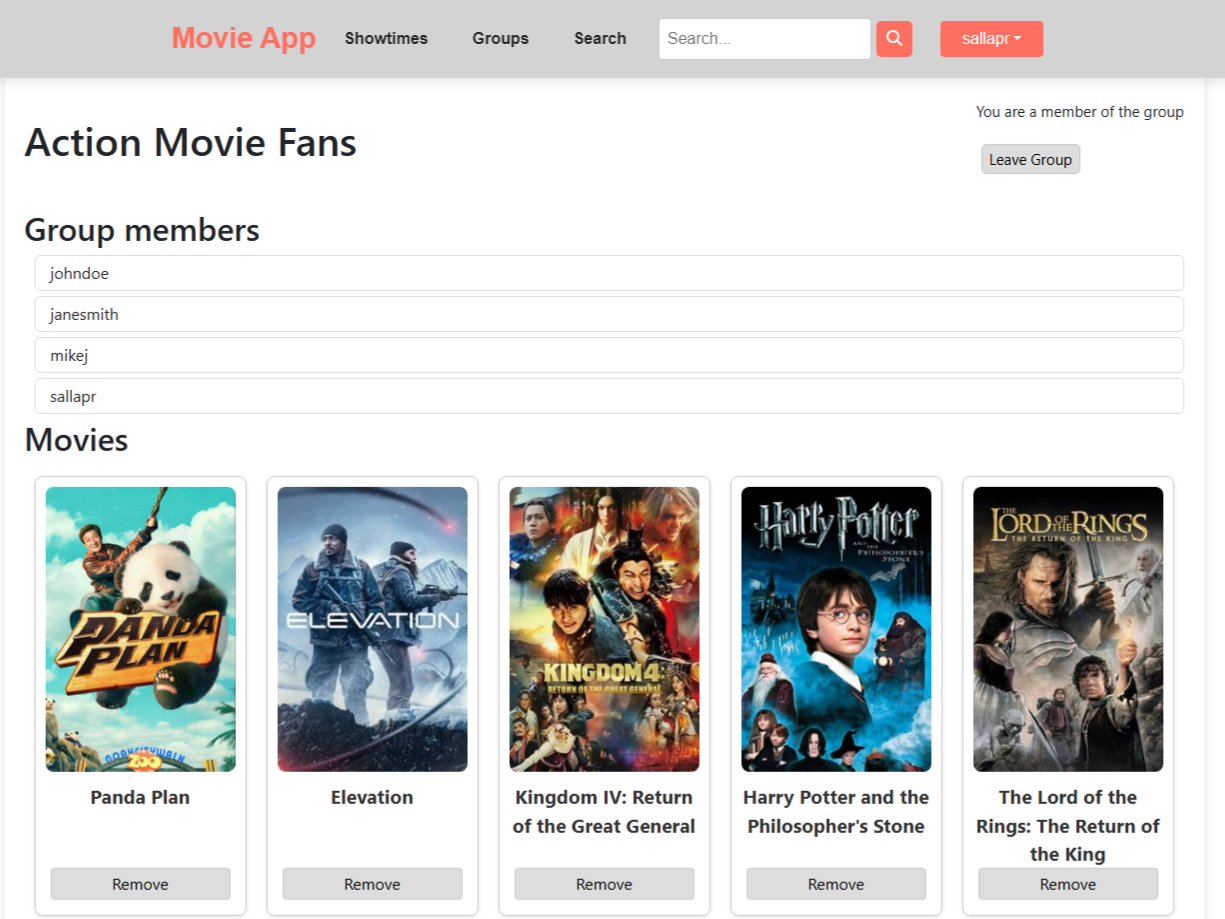 Movie App
Showtimes
Groups
Search
Search...
sallapr
You are a member of the group
Action Movie Fans
Leave Group
Group members
johndoe
janesmith
mikej
sallapr
Movies
PANDA
PLAN
ZOO
ELEVATION
KINGDOM 4
RETURN OF THE GREAT GENERAL
Harry Potter
AND THE
PHILOSOPHER'S
STONE
THE
LORD OF THE RINGS
THE RETURN OF THE KING
Panda Plan
Elevation
Kingdom IV: Return
of the Great General
Harry Potter and the
Philosopher's Stone
The Lord of the
Rings: The Return of
the King
Remove
Remove
Remove
Remove
Remove